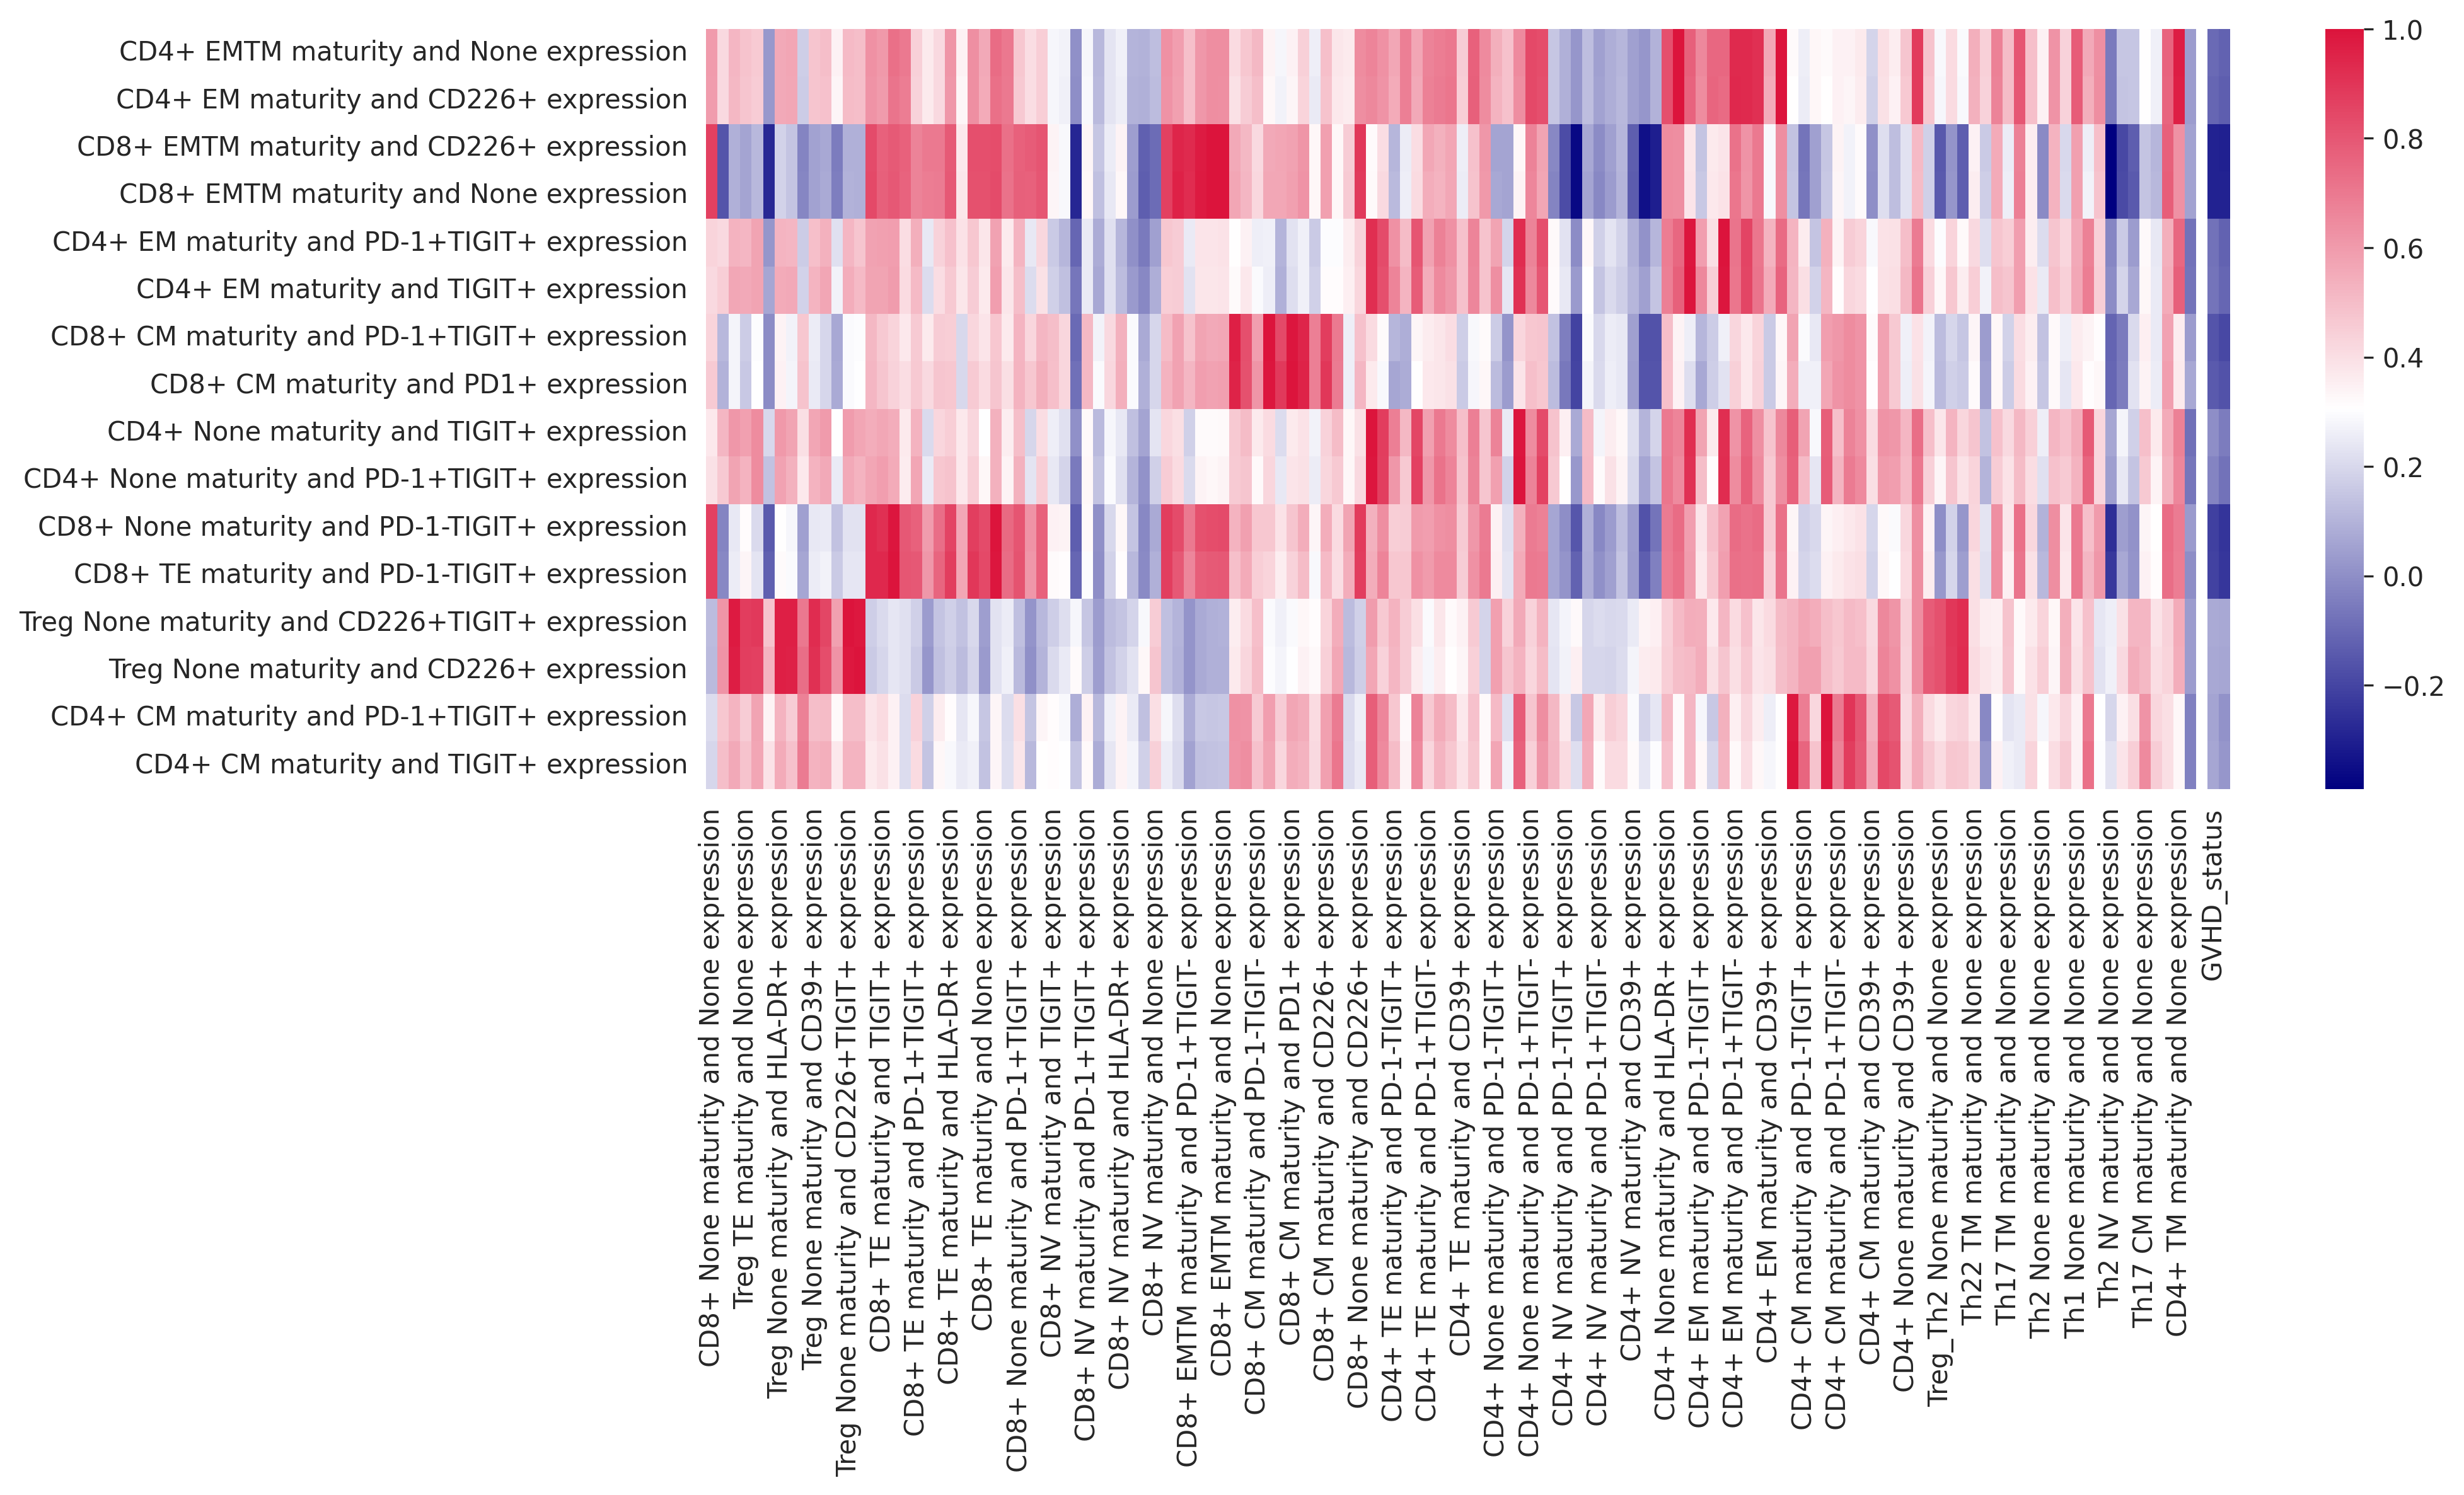 CD4+ EMTM maturity and None expression
CD4+ EM maturity and CD226+ expression
CD8+ EMTM maturity and CD226+ expression
CD8+ EMTM maturity and None expression
CD4+ EM maturity and PD-1+TIGIT+ expression
CD4+ EM maturity and TIGIT+ expression
CD8+ CM maturity and PD-1+TIGIT+ expression
CD8+ CM maturity and PD1+ expression
CD4+ None maturity and TIGIT+ expression
CD4+ None maturity and PD-1+TIGIT+ expression
CD8+ None maturity and PD-1-TIGIT+ expression
CD8+ TE maturity and PD-1-TIGIT+ expression
Treg None maturity and CD226+TIGIT+ expression
Treg None maturity and CD226+ expression
CD4+ CM maturity and PD-1+TIGIT+ expression
CD4+ CM maturity and TIGIT+ expression
CD8+ None maturity and None expression
Treg TE maturity and None expression
Treg None maturity and HLA-DR+ expression
Treg None maturity and CD39+ expression
Treg None maturity and CD226+TIGIT+ expression
CD8+ TE maturity and TIGIT+ expression
CD8+ TE maturity and PD-1+TIGIT+ expression
CD8+ TE maturity and HLA-DR+ expression
CD8+ TE maturity and None expression
CD8+ None maturity and PD-1+TIGIT+ expression
CD8+ NV maturity and TIGIT+ expression
CD8+ NV maturity and PD-1+TIGIT+ expression
CD8+ NV maturity and HLA-DR+ expression
CD8+ NV maturity and None expression
CD8+ EMTM maturity and PD-1+TIGIT- expression
CD8+ EMTM maturity and None expression
CD8+ CM maturity and PD-1-TIGIT- expression
CD8+ CM maturity and PD1+ expression
CD8+ CM maturity and CD226+ expression
CD8+ None maturity and CD226+ expression
CD4+ TE maturity and PD-1-TIGIT+ expression
CD4+ TE maturity and PD-1+TIGIT- expression
CD4+ TE maturity and CD39+ expression
CD4+ None maturity and PD-1-TIGIT+ expression
CD4+ None maturity and PD-1+TIGIT- expression
CD4+ NV maturity and PD-1-TIGIT+ expression
CD4+ NV maturity and PD-1+TIGIT- expression
CD4+ NV maturity and CD39+ expression
CD4+ None maturity and HLA-DR+ expression
CD4+ EM maturity and PD-1-TIGIT+ expression
CD4+ EM maturity and PD-1+TIGIT- expression
CD4+ EM maturity and CD39+ expression
CD4+ CM maturity and PD-1-TIGIT+ expression
CD4+ CM maturity and PD-1+TIGIT- expression
CD4+ CM maturity and CD39+ expression
CD4+ None maturity and CD39+ expression
Treg_Th2 None maturity and None expression
Th22 TM maturity and None expression
Th17 TM maturity and None expression
Th2 None maturity and None expression
Th1 None maturity and None expression
Th2 NV maturity and None expression
Th17 CM maturity and None expression
CD4+ TM maturity and None expression
GVHD_status
1.0
0.8
0.6
0.4
0.2
0.0
−0.2